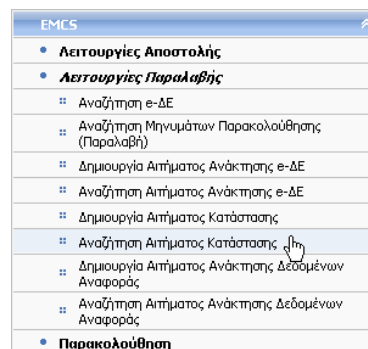 EMCS
Λειτουργίες Αποστολής
Λειτουργίες Παραλαβής
Αναζήτηση e-ΔΕ
Αναζήτηση Μηνυμάτων Παρακολούθησης
(Παραλαβή)
Δημιουργία Αιτήματος Ανάκτησης e-ΔΕ
Αναζήτηση Αιτήματος Ανάκτησης e-ΔΕ
Δημιουργία Αιτήματος Κατάστασης
Αναζήτηση Αιτήματος Κατάστασης
Δημιουργία Αιτήματος Ανάκτησης Δεδομένων
Αναφοράς
Αναζήτηση Αιτήματος Ανάκτησης Δεδομένων
Αναφοράς
Παρακολούθηση